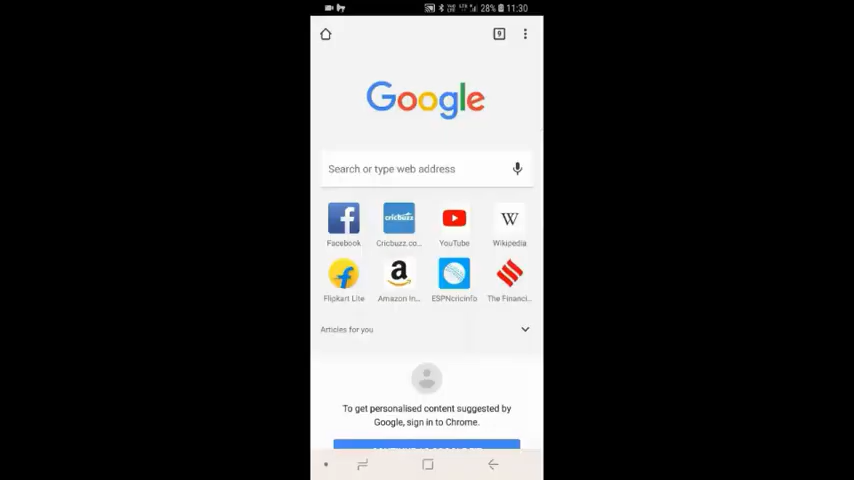 28% 11:30
9
Google
Search or type web address
Facebook
Cricbuzz.co...
YouTube
Wikipedia
Flipkart Lite
Amazon In...
ESPNcricinfo
The Financi...
Articles for you
To get personalised content suggested by
Google, sign in to Chrome.